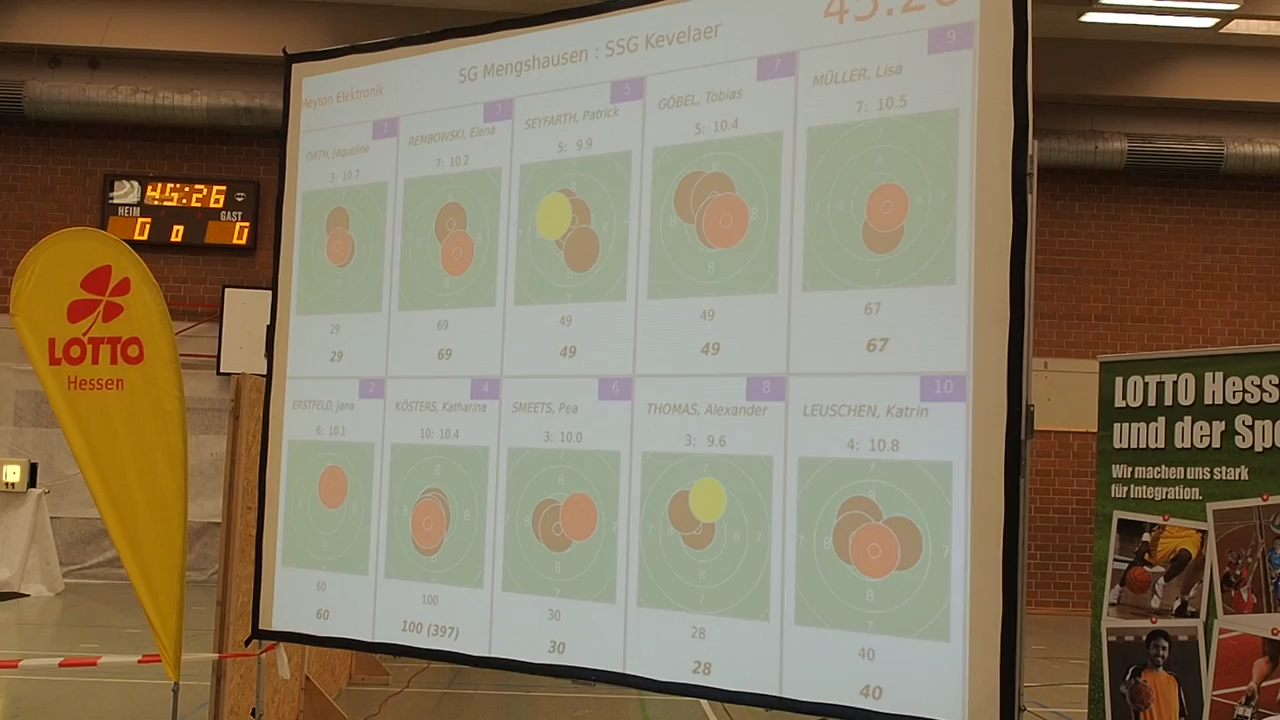 45:26
SG Mengshausen : SSG Kevelaer
Meyton Elektronik
1
ORTH, Jaqueline
3: 10.7
29
29
3
REMBOWSKI, Elena
7: 10.2
69
69
5
SEYFARTH, Patrick
5: 9.9
49
49
7
GÖBEL, Tobias
5: 10.4
49
49
9
MÜLLER, Lisa
7: 10.5
67
67
2
ERSTFELD, Jana
6: 10.1
60
60
4
KÖSTERS, Katharina
10: 10.4
100
100 (397)
6
SMEETS, Pea
3: 10.0
30
30
8
THOMAS, Alexander
3: 9.6
28
28
10
LEUSCHEN, Katrin
4: 10.8
40
40
45:26
HEIM GAST
0 0 0
LOTTO
Hessen
LOTTO Hess
und der Spo
Wir machen uns stark
für Integration.